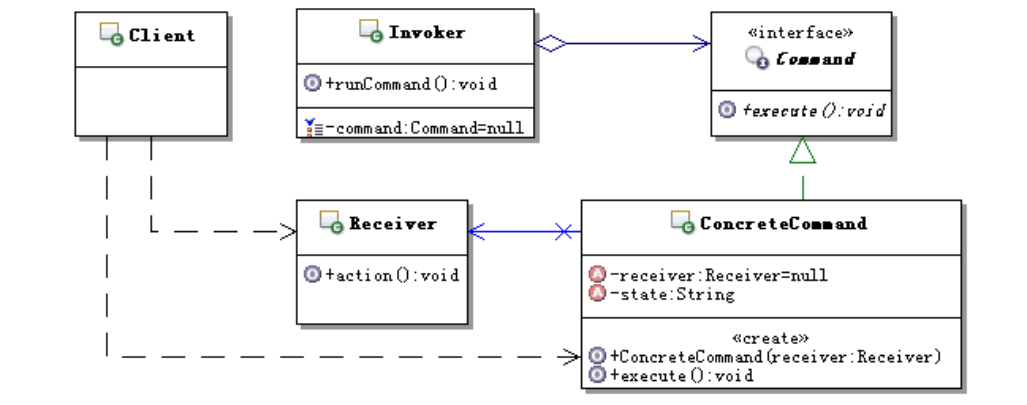 Client
Invoker
+runCommand():void
-command:Command=null
«interface»
Command
+execute():void
Receiver
+action():void
ConcreteCommand
-receiver:Receiver=null
-state:String
«create»
+ConcreteCommand(receiver:Receiver)
+execute():void